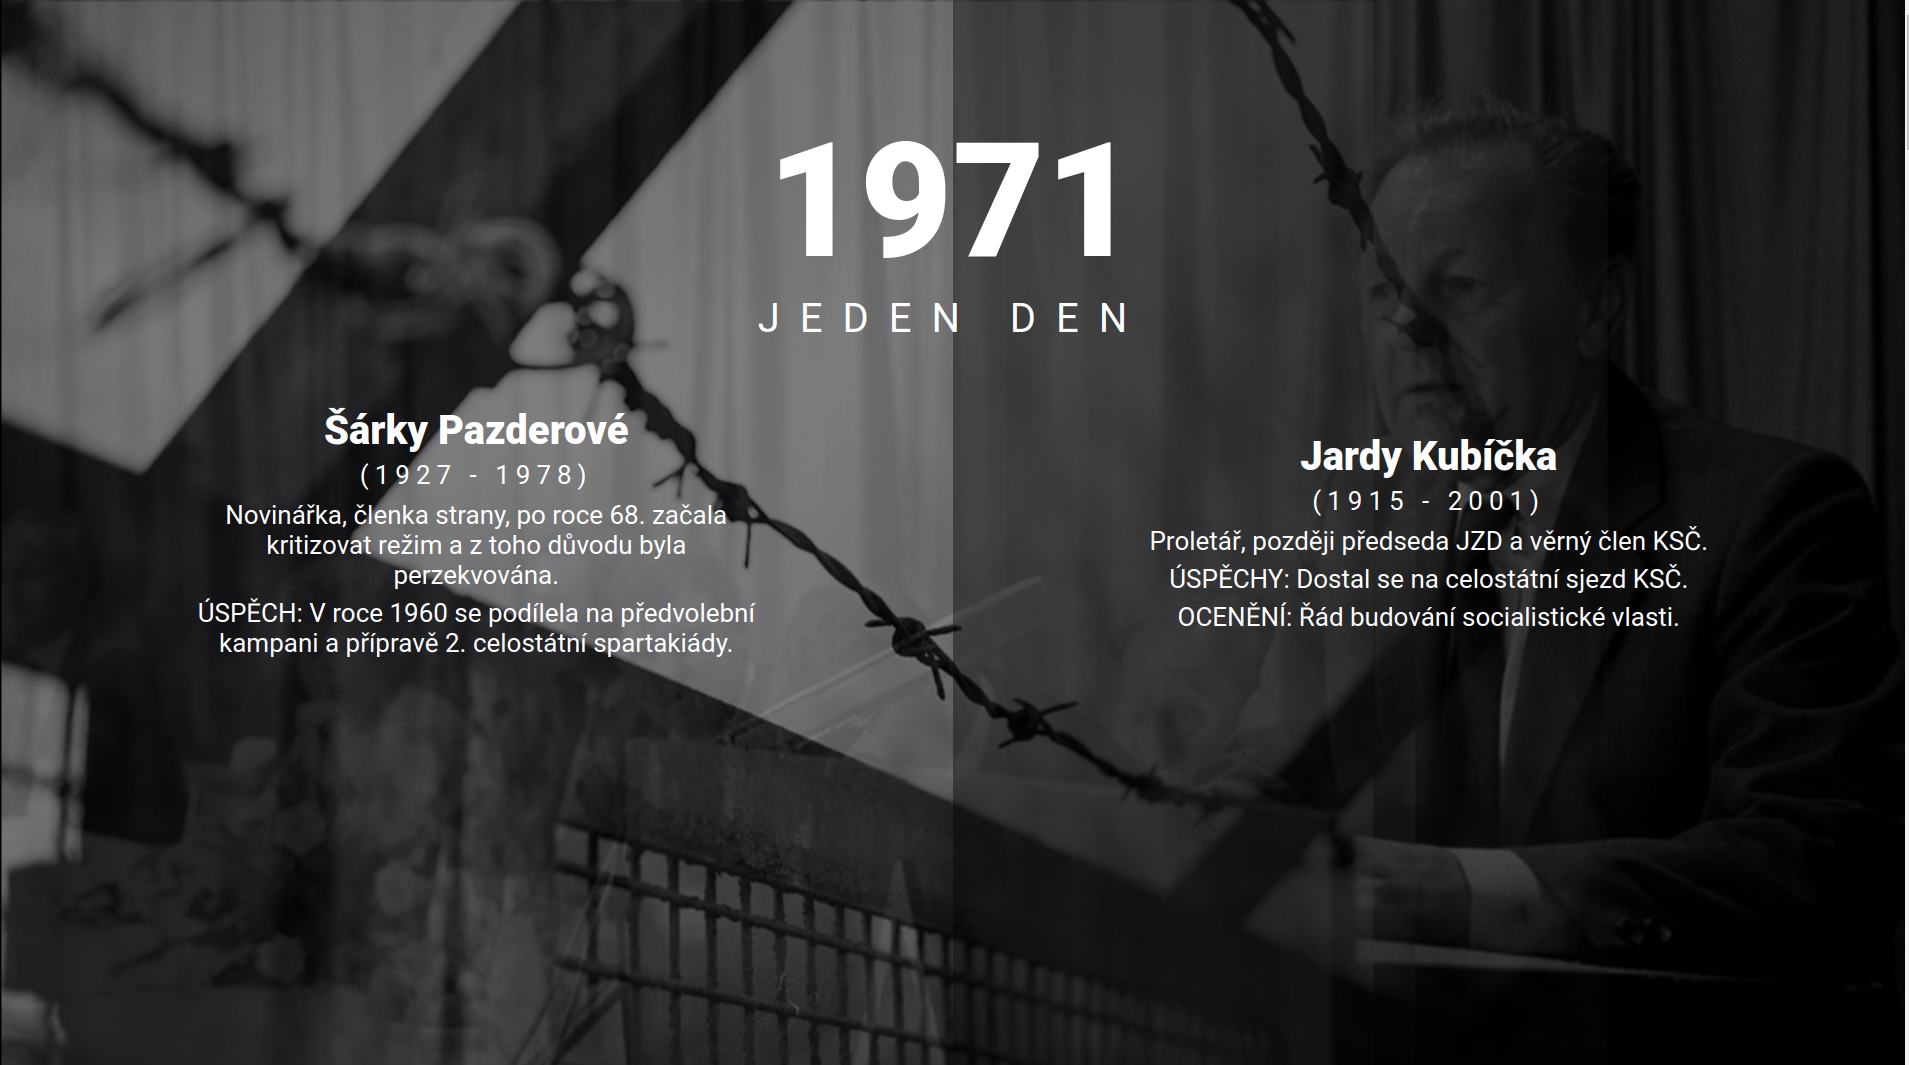 1971
JEDEN DEN
Šárky Pazderové
(1927 - 1978)
Novinářka, členka strany, po roce 68. začala
kritizovat režim a z toho důvodu byla
perzekvována.
ÚSPĚCH: V roce 1960 se podílela na předvolební
kampani a přípravě 2. celostátní spartakiády.
Jardy Kubíčka
(1915 - 2001)
Proletář, později předseda JZD a věrný člen KSČ.
ÚSPĚCHY: Dostal se na celostátní sjezd KSČ.
OCENĚNÍ: Řád budování socialistické vlasti.